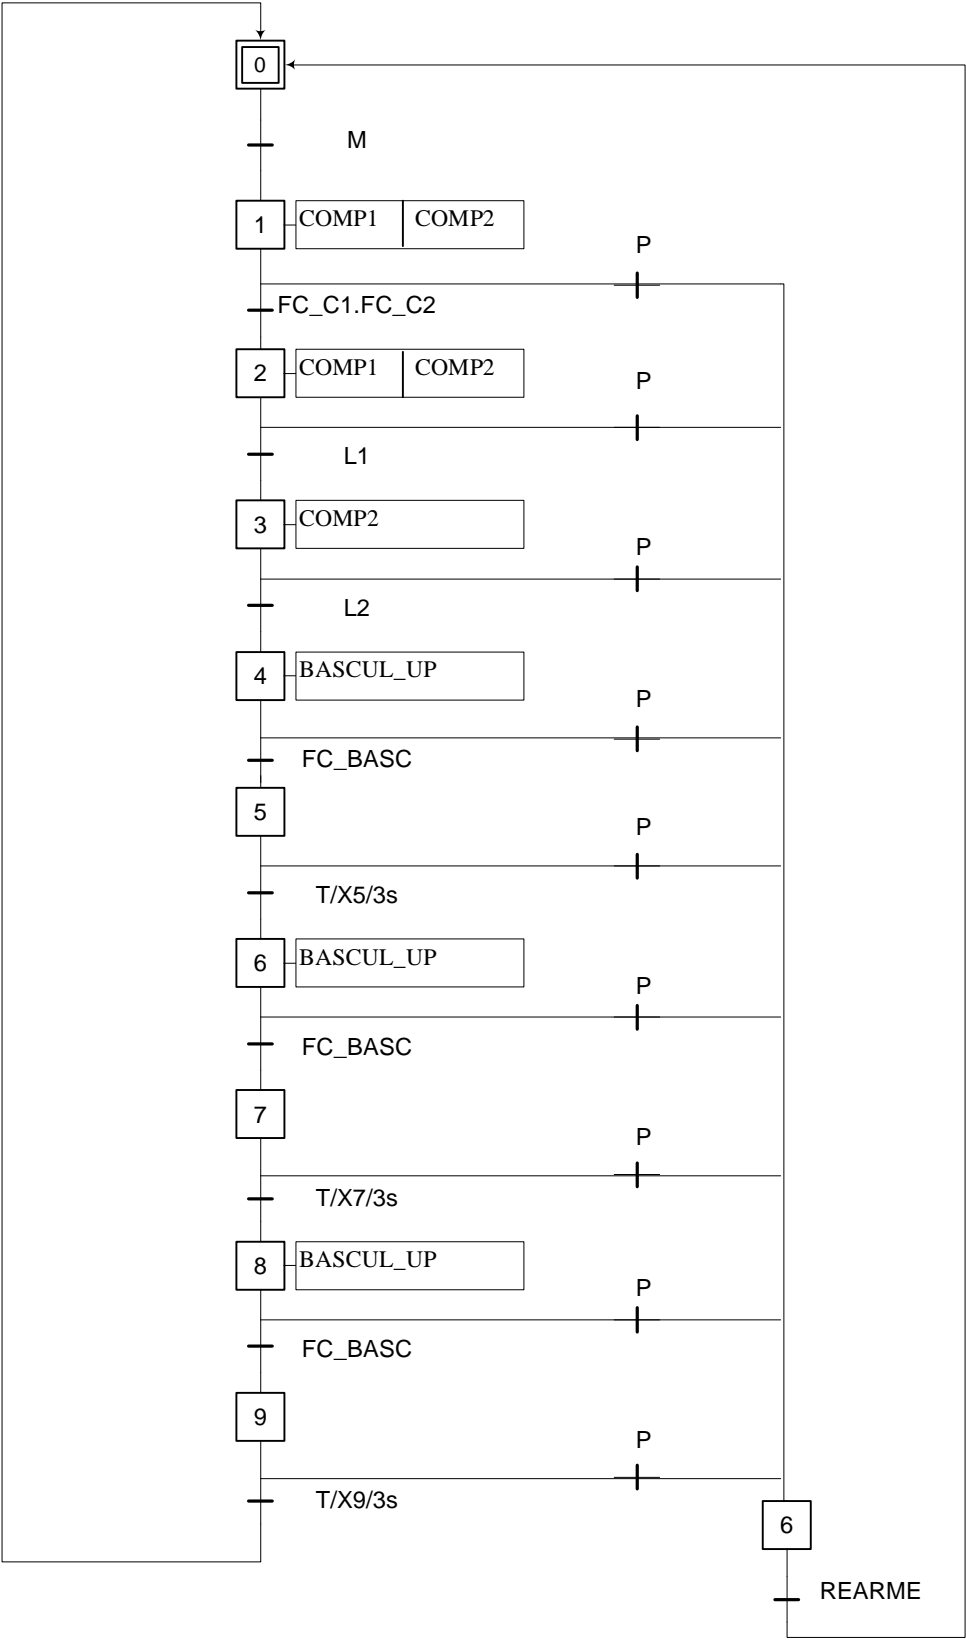 0
M
1 COMP1 COMP2
P
FC_C1.FC_C2
2 COMP1 COMP2
P
L1
3 COMP2
P
L2
4 BASCUL_UP
P
FC_BASC
5
P
T/X5/3s
6 BASCUL_UP
P
FC_BASC
7
P
T/X7/3s
8 BASCUL_UP
P
FC_BASC
9
P
T/X9/3s
6
REARME